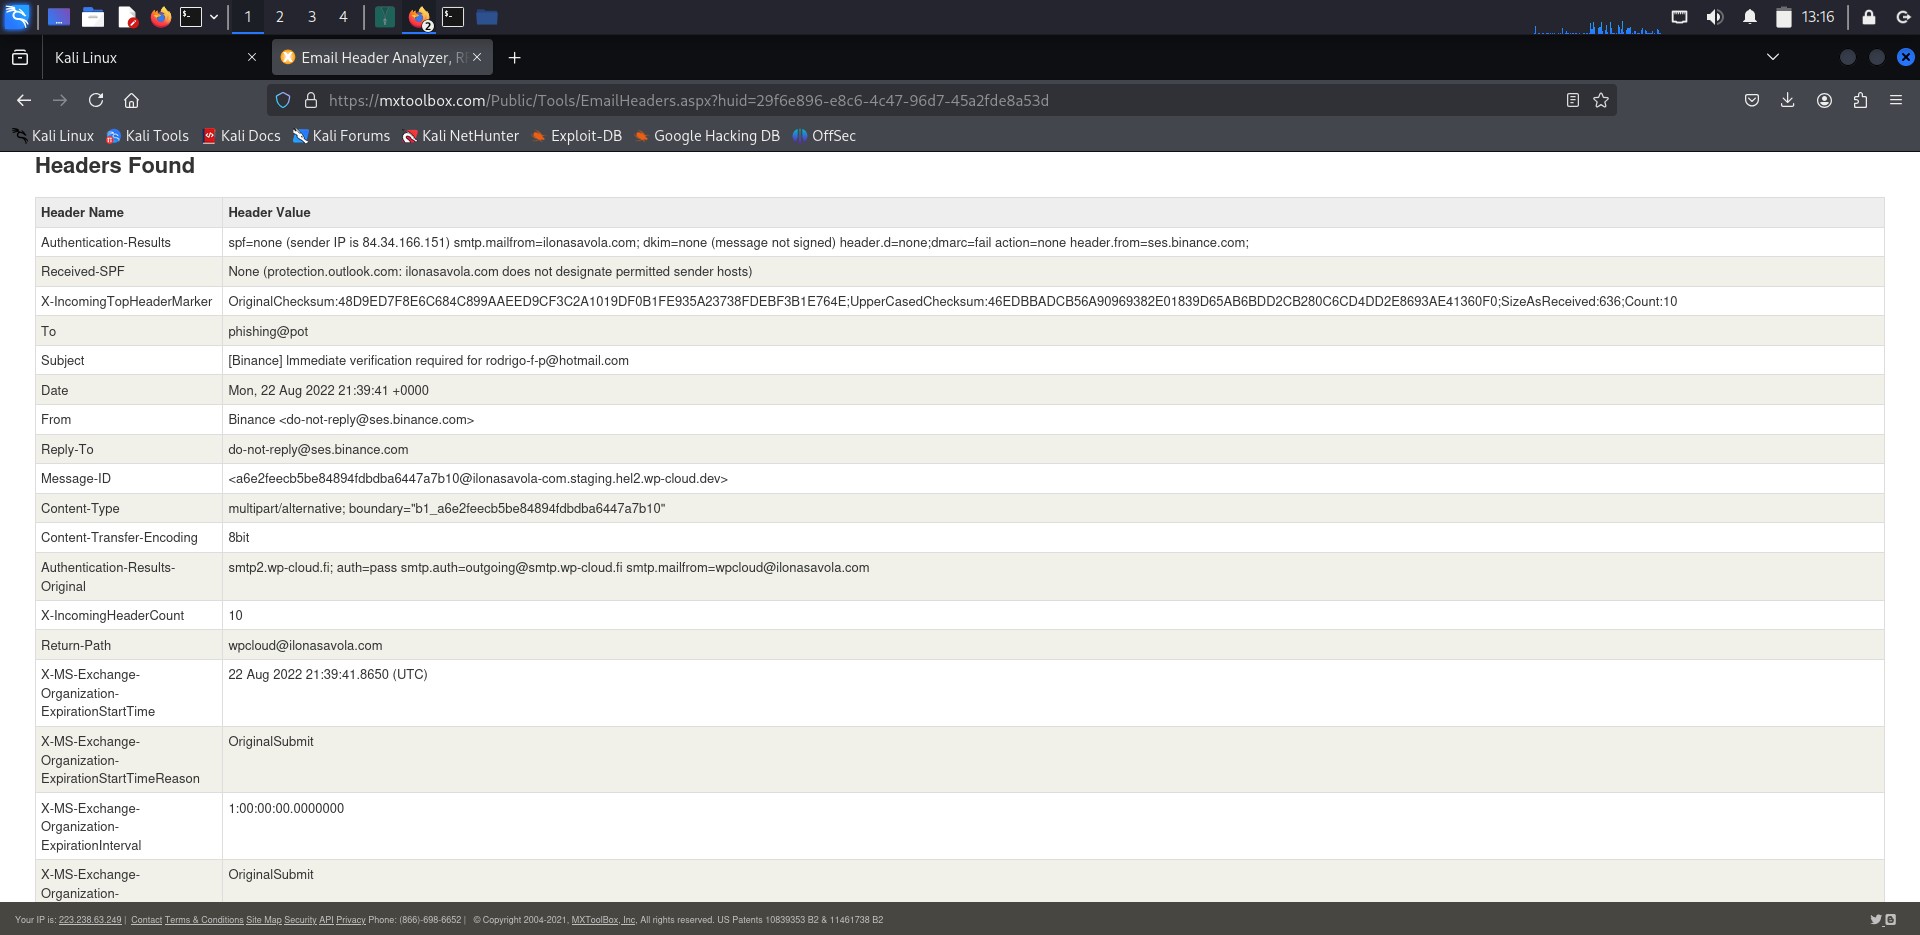 1 2 3 4 2 13:16
Kali Linux
Email Header Analyzer, R
https://mxtoolbox.com/Public/Tools/EmailHeaders.aspx?huid=29f6e896-e8c6-4c47-96d7-45a2fde8a53d
Kali Linux Kali Tools Kali Docs Kali Forums Kali NetHunter Exploit-DB Google Hacking DB OffSec
Headers Found
Header Name Header Value
Authentication-Results spf=none (sender IP is 84.34.166.151) smtp.mailfrom=ilonasavola.com; dkim=none (message not signed) header.d=none;dmarc=fail action=none header.from=ses.binance.com;
Received-SPF None (protection.outlook.com: ilonasavola.com does not designate permitted sender hosts)
X-IncomingTopHeaderMarker OriginalChecksum:48D9ED7F8E6C684C899AAEED9CF3C2A1019DF0B1FE935A23738FDEBF3B1E764E;UpperCasedChecksum:46EDBBADCB56A90969382E01839D65AB6BDD2CB280C6CD4DD2E8693AE41360F0;SizeAsReceived:636;Count:10
To phishing@pot
Subject [Binance] Immediate verification required for rodrigo-f-p@hotmail.com
Date Mon, 22 Aug 2022 21:39:41 +0000
From Binance <do-not-reply@ses.binance.com>
Reply-To do-not-reply@ses.binance.com
Message-ID <a6e2feecb5be84894fdbdba6447a7b10@ilonasavola-com.staging.hel2.wp-cloud.dev>
Content-Type multipart/alternative; boundary="b1_a6e2feecb5be84894fdbdba6447a7b10"
Content-Transfer-Encoding 8bit
Authentication-Results- smtp2.wp-cloud.fi; auth=pass smtp.auth=outgoing@smtp.wp-cloud.fi smtp.mailfrom=wpcloud@ilonasavola.com
Original
X-IncomingHeaderCount 10
Return-Path wpcloud@ilonasavola.com
X-MS-Exchange- 22 Aug 2022 21:39:41.8650 (UTC)
Organization-
ExpirationStartTime
X-MS-Exchange- OriginalSubmit
Organization-
ExpirationStartTimeReason
X-MS-Exchange- 1:00:00:00.0000000
Organization-
ExpirationInterval
X-MS-Exchange- OriginalSubmit
Organization-
Your IP is: 223.238.63.249 | Contact Terms & Conditions Site Map Security API Privacy Phone: (866)-698-6652 | © Copyright 2004-2021, MXToolBox, Inc, All rights reserved. US Patents 10839353 B2 & 11461738 B2